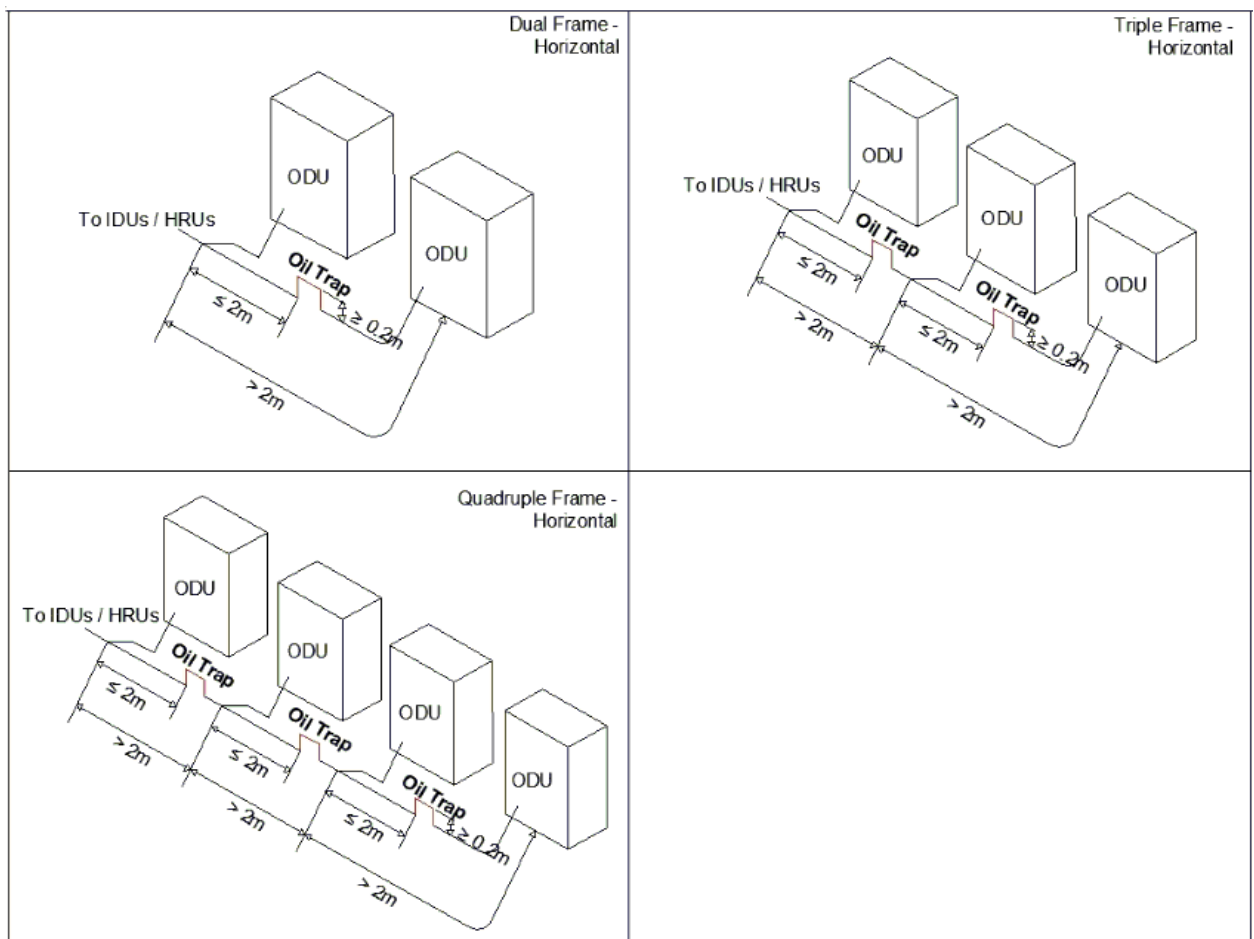 Dual Frame -
Horizontal
ODU
ODU
To IDUs / HRUs
Oil Trap
≤ 2m
≥ 0.2m
> 2m
Triple Frame -
Horizontal
ODU
ODU
ODU
To IDUs / HRUs
Oil Trap
≤ 2m
> 2m
Oil Trap
≤ 2m
≥ 0.2m
> 2m
Quadruple Frame -
Horizontal
ODU
ODU
ODU
ODU
To IDUs / HRUs
Oil Trap
≤ 2m
> 2m
Oil Trap
≤ 2m
> 2m
Oil Trap
≤ 2m
≥ 0.2m
> 2m